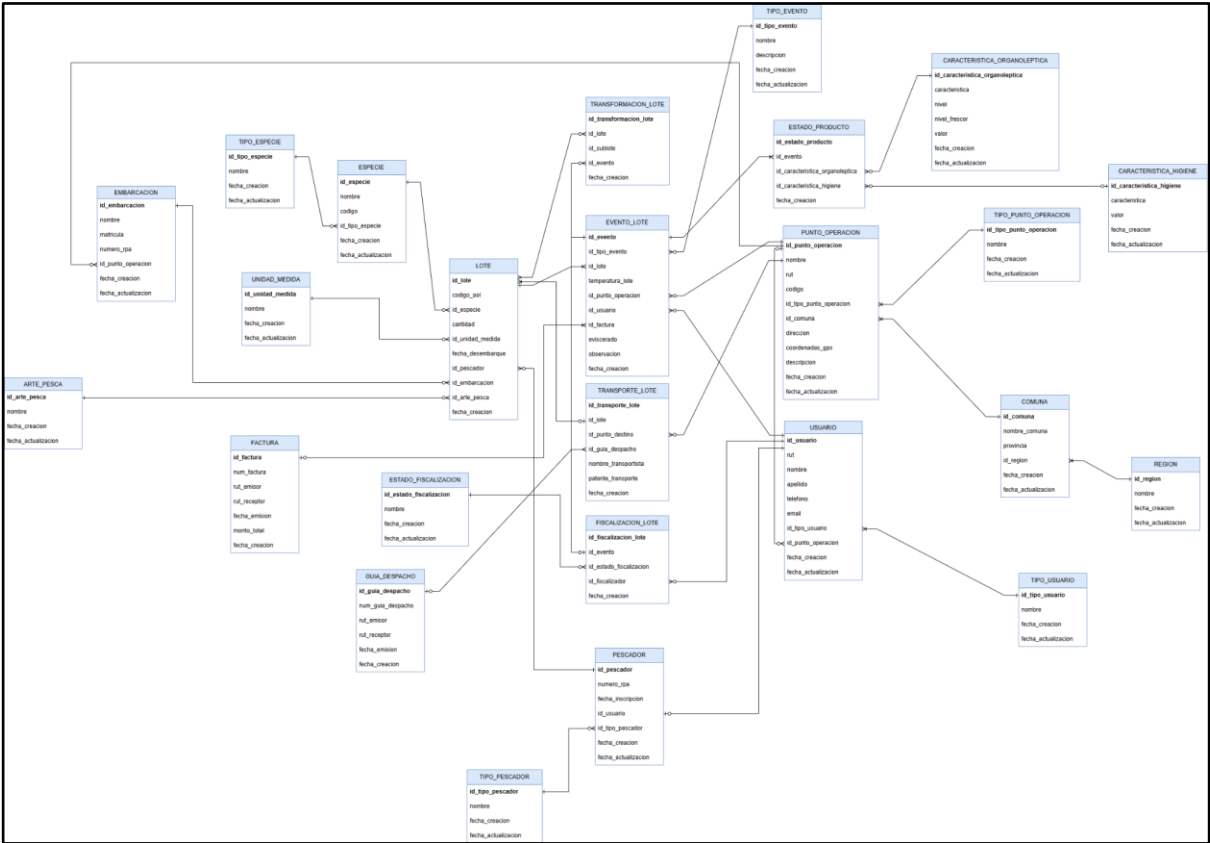 TIPO_EVENTO
id_tipo_evento
nombre
descripcion
fecha_creacion
fecha_actualizacion
CARACTERISTICA_ORGANOLEPTICA
id_caracteristica_organoleptica
caracteristica
nivel
nivel_frescor
valor
fecha_creacion
fecha_actualizacion
TRANSFORMACION_LOTE
id_transformacion_lote
id_lote
id_sublote
id_evento
fecha_creacion
ESTADO_PRODUCTO
id_estado_producto
id_evento
id_caracteristica_organoleptica
id_caracteristica_higiene
fecha_creacion
TIPO_ESPECIE
id_tipo_especie
nombre
fecha_creacion
fecha_actualizacion
ESPECIE
id_especie
nombre
codigo
id_tipo_especie
fecha_creacion
fecha_actualizacion
CARACTERISTICA_HIGIENE
id_caracteristica_higiene
caracteristica
valor
fecha_creacion
fecha_actualizacion
EMBARCACION
id_embarcacion
nombre
matricula
numero_rpa
id_punto_operacion
fecha_creacion
fecha_actualizacion
EVENTO_LOTE
id_evento
id_tipo_evento
id_lote
temperatura_lote
id_punto_operacion
id_usuario
id_factura
eviscerado
observacion
fecha_creacion
PUNTO_OPERACION
id_punto_operacion
nombre
rut
codigo
id_tipo_punto_operacion
id_comuna
direccion
coordenadas_gps
descripcion
fecha_creacion
fecha_actualizacion
TIPO_PUNTO_OPERACION
id_tipo_punto_operacion
nombre
fecha_creacion
fecha_actualizacion
LOTE
id_lote
codigo_aol
id_especie
cantidad
id_unidad_medida
fecha_desembarque
id_pescador
id_embarcacion
id_arte_pesca
fecha_creacion
UNIDAD_MEDIDA
id_unidad_medida
nombre
fecha_creacion
fecha_actualizacion
ARTE_PESCA
id_arte_pesca
nombre
fecha_creacion
fecha_actualizacion
TRANSPORTE_LOTE
id_transporte_lote
id_lote
id_punto_destino
id_guia_despacho
nombre_transportista
patente_transporte
fecha_creacion
COMUNA
id_comuna
nombre_comuna
provincia
id_region
fecha_creacion
fecha_actualizacion
USUARIO
id_usuario
rut
nombre
apellido
telefono
email
id_tipo_usuario
id_punto_operacion
fecha_creacion
fecha_actualizacion
FACTURA
id_factura
num_factura
rut_emisor
rut_receptor
fecha_emision
monto_total
fecha_creacion
REGION
id_region
nombre
fecha_creacion
fecha_actualizacion
ESTADO_FISCALIZACION
id_estado_fiscalizacion
nombre
fecha_creacion
fecha_actualizacion
FISCALIZACION_LOTE
id_fiscalizacion_lote
id_evento
id_estado_fiscalizacion
id_fiscalizador
fecha_creacion
GUIA_DESPACHO
id_guia_despacho
num_guia_despacho
rut_emisor
rut_receptor
fecha_emision
fecha_creacion
TIPO_USUARIO
id_tipo_usuario
nombre
fecha_creacion
fecha_actualizacion
PESCADOR
id_pescador
numero_rpa
fecha_inscripcion
id_usuario
id_tipo_pescador
fecha_creacion
fecha_actualizacion
TIPO_PESCADOR
id_tipo_pescador
nombre
fecha_creacion
fecha_actualizacion